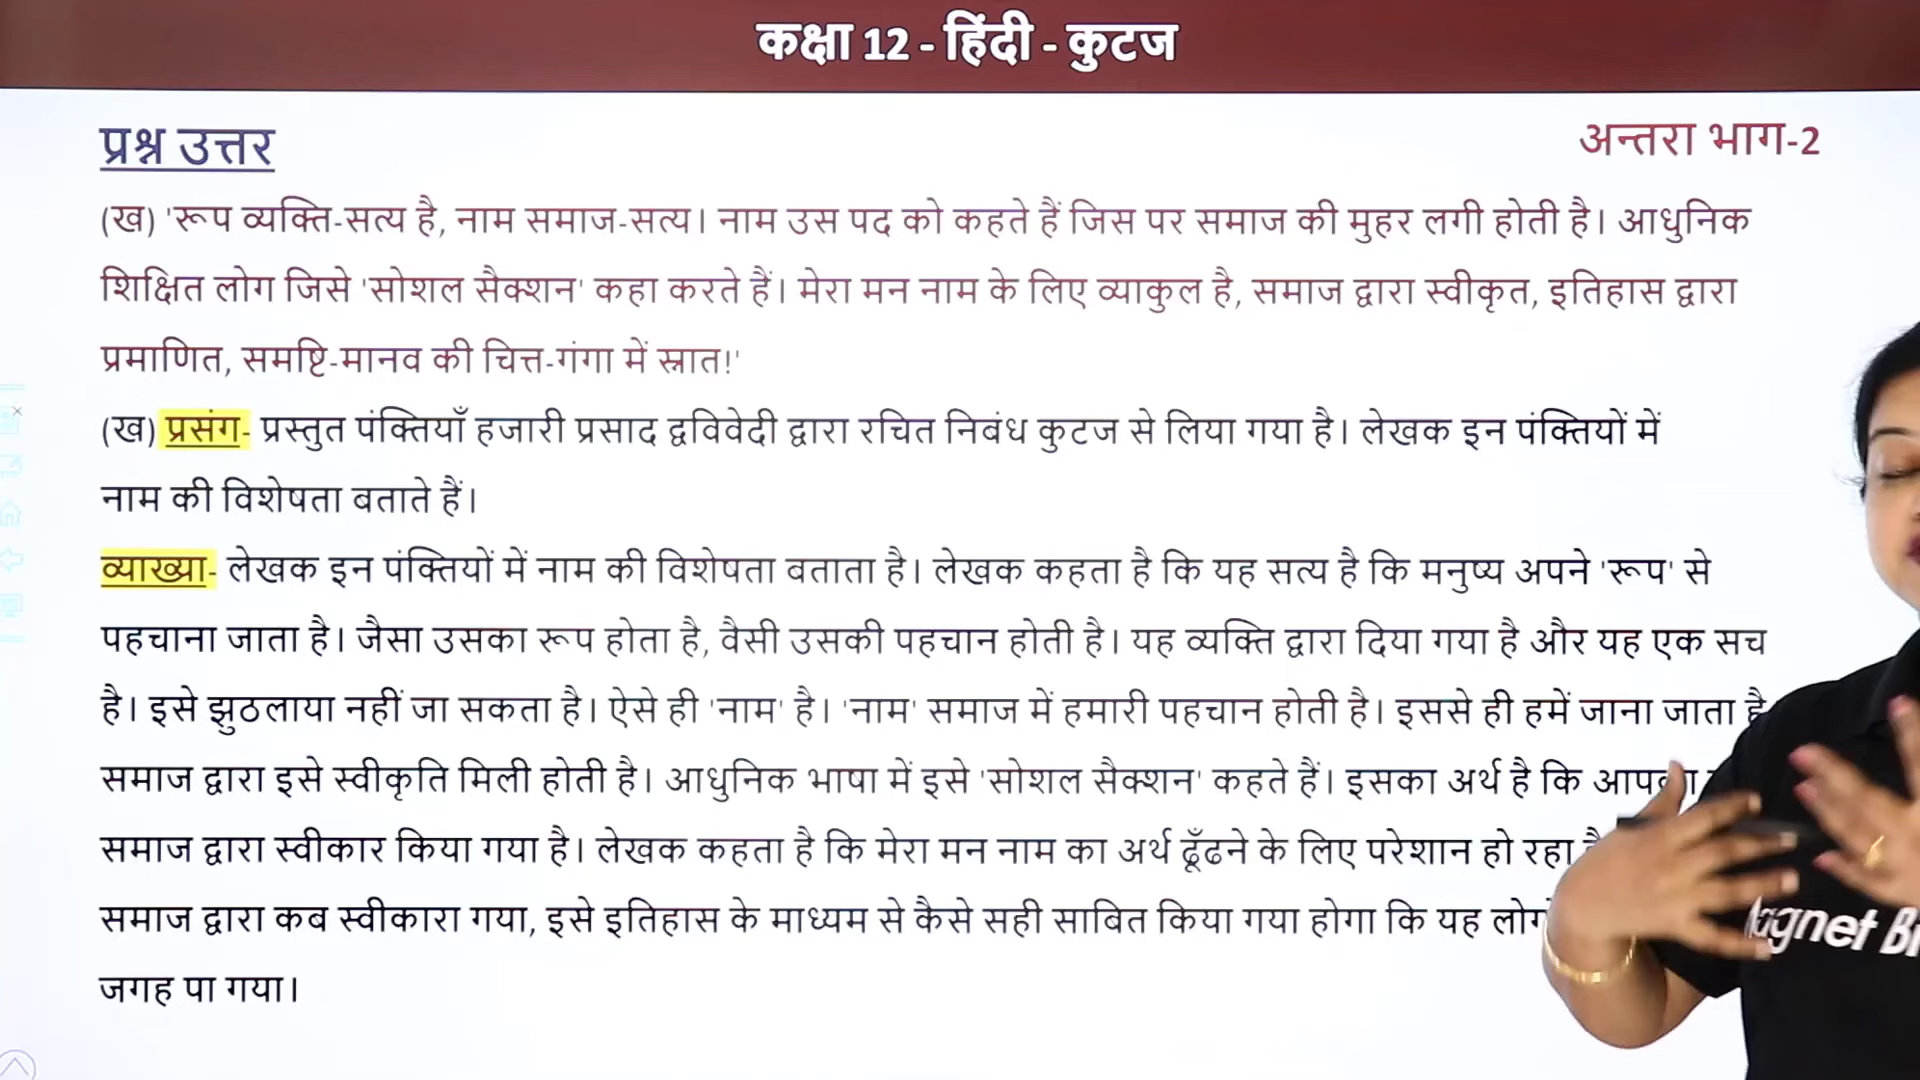 कक्षा 12 - हिंदी - कुटज
प्रश्न उत्तर
अन्तरा भाग-2
(ख) 'रूप व्यक्ति-सत्य है, नाम समाज-सत्य। नाम उस पद को कहते हैं जिस पर समाज की मुहर लगी होती है। आधुनिक
शिक्षित लोग जिसे 'सोशल सैक्शन' कहा करते हैं। मेरा मन नाम के लिए व्याकुल है, समाज द्वारा स्वीकृत, इतिहास द्वारा
प्रमाणित, समष्टि-मानव की चित्त-गंगा में स्नात!'
(ख) प्रसंग- प्रस्तुत पंक्तियाँ हजारी प्रसाद द्वविवेदी द्वारा रचित निबंध कुटज से लिया गया है। लेखक इन पंक्तियों में
नाम की विशेषता बताते हैं।
व्याख्या- लेखक इन पंक्तियों में नाम की विशेषता बताता है। लेखक कहता है कि यह सत्य है कि मनुष्य अपने 'रूप' से
पहचाना जाता है। जैसा उसका रूप होता है, वैसी उसकी पहचान होती है। यह व्यक्ति द्वारा दिया गया है और यह एक सच
है। इसे झुठलाया नहीं जा सकता है। ऐसे ही 'नाम' है। 'नाम' समाज में हमारी पहचान होती है। इससे ही हमें जाना जाता है
समाज द्वारा इसे स्वीकृति मिली होती है। आधुनिक भाषा में इसे 'सोशल सैक्शन' कहते हैं। इसका अर्थ है कि
समाज द्वारा स्वीकार किया गया है। लेखक कहता है कि मेरा मन नाम का अर्थ ढूँढने के लिए परेशान हो रहा
समाज द्वारा कब स्वीकारा गया, इसे इतिहास के माध्यम से कैसे सही साबित किया गया होगा कि यह
जगह पा गया।